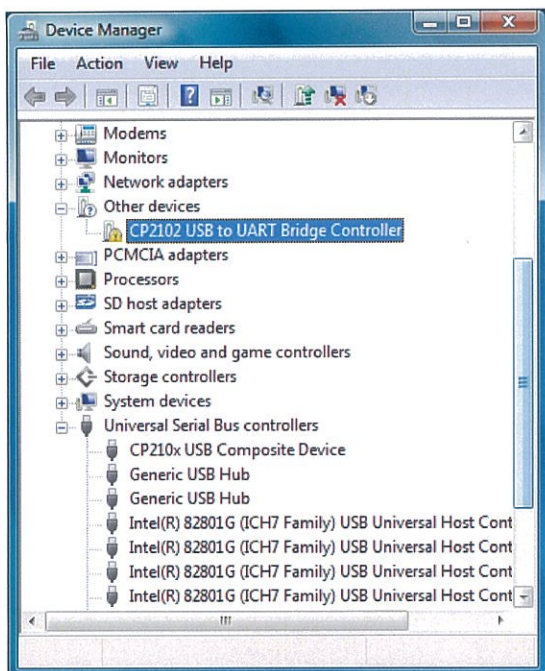 Device Manager
File Action View Help
Modems
Monitors
Network adapters
Other devices
CP2102 USB to UART Bridge Controller
PCMCIA adapters
Processors
SD host adapters
Smart card readers
Sound, video and game controllers
Storage controllers
System devices
Universal Serial Bus controllers
CP210x USB Composite Device
Generic USB Hub
Generic USB Hub
Intel(R) 82801G (ICH7 Family) USB Universal Host Cont
Intel(R) 82801G (ICH7 Family) USB Universal Host Cont
Intel(R) 82801G (ICH7 Family) USB Universal Host Cont
Intel(R) 82801G (ICH7 Family) USB Universal Host Cont